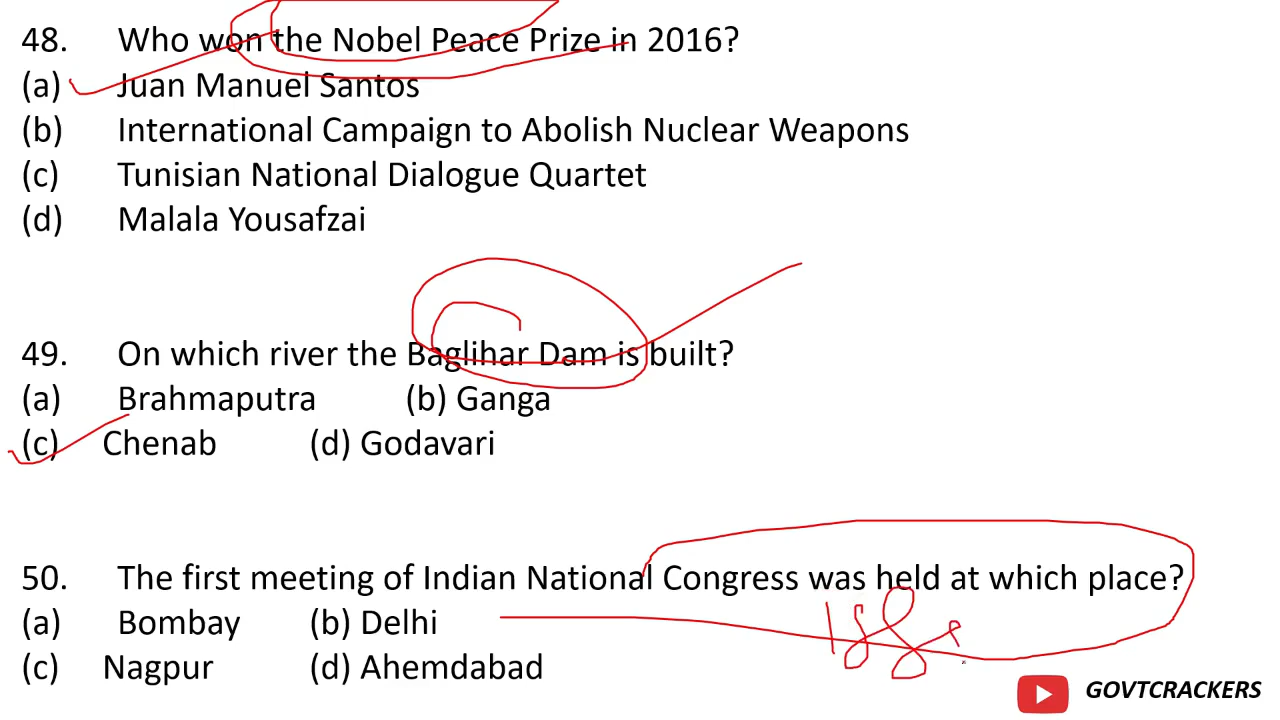 48. Who won the Nobel Peace Prize in 2016?
(a) Juan Manuel Santos
(b) International Campaign to Abolish Nuclear Weapons
(c) Tunisian National Dialogue Quartet
(d) Malala Yousafzai
49. On which river the Baglihar Dam is built?
(a) Brahmaputra (b) Ganga
(c) Chenab (d) Godavari
50. The first meeting of Indian National Congress was held at which place?
(a) Bombay (b) Delhi
(c) Nagpur (d) Ahemdabad
GOVTCRACKERS